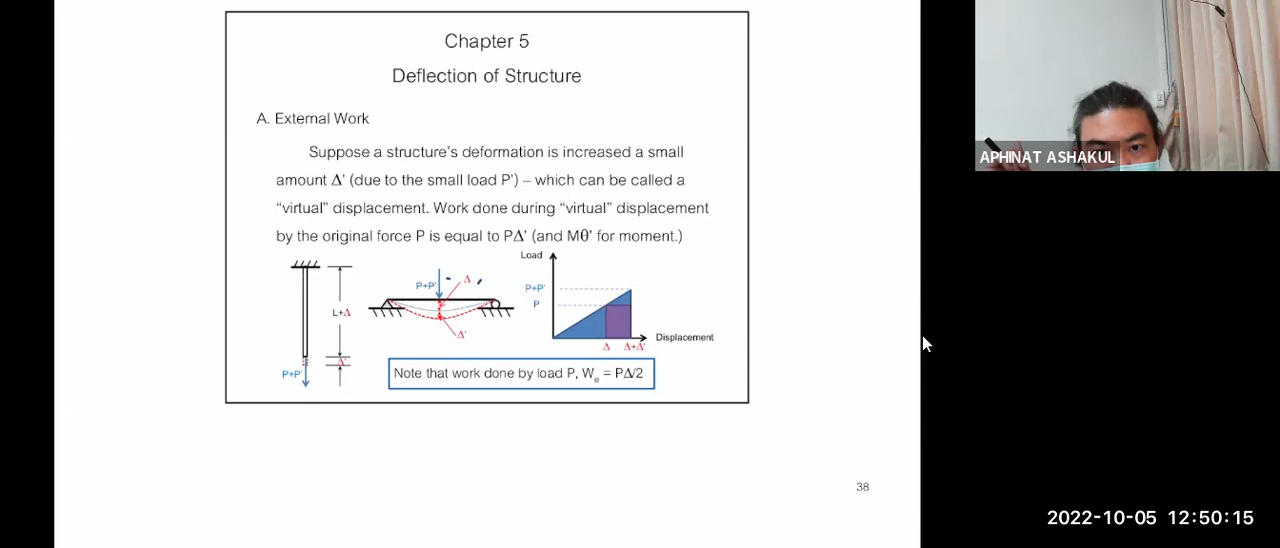 Chapter 5
Deflection of Structure
A. External Work
Suppose a structure's deformation is increased a small
amount Δ' (due to the small load P') – which can be called a
"virtual" displacement. Work done during "virtual" displacement
by the original force P is equal to PΔ' (and Mθ' for moment.)
L+Δ
Δ'
P+P'
P+P'
Δ
Δ'
Load
P+P'
P
Displacement
Δ Δ+Δ'
Note that work done by load P, We = PΔ/2
38
APHINAT ASHAKUL
2022-10-05 12:50:15